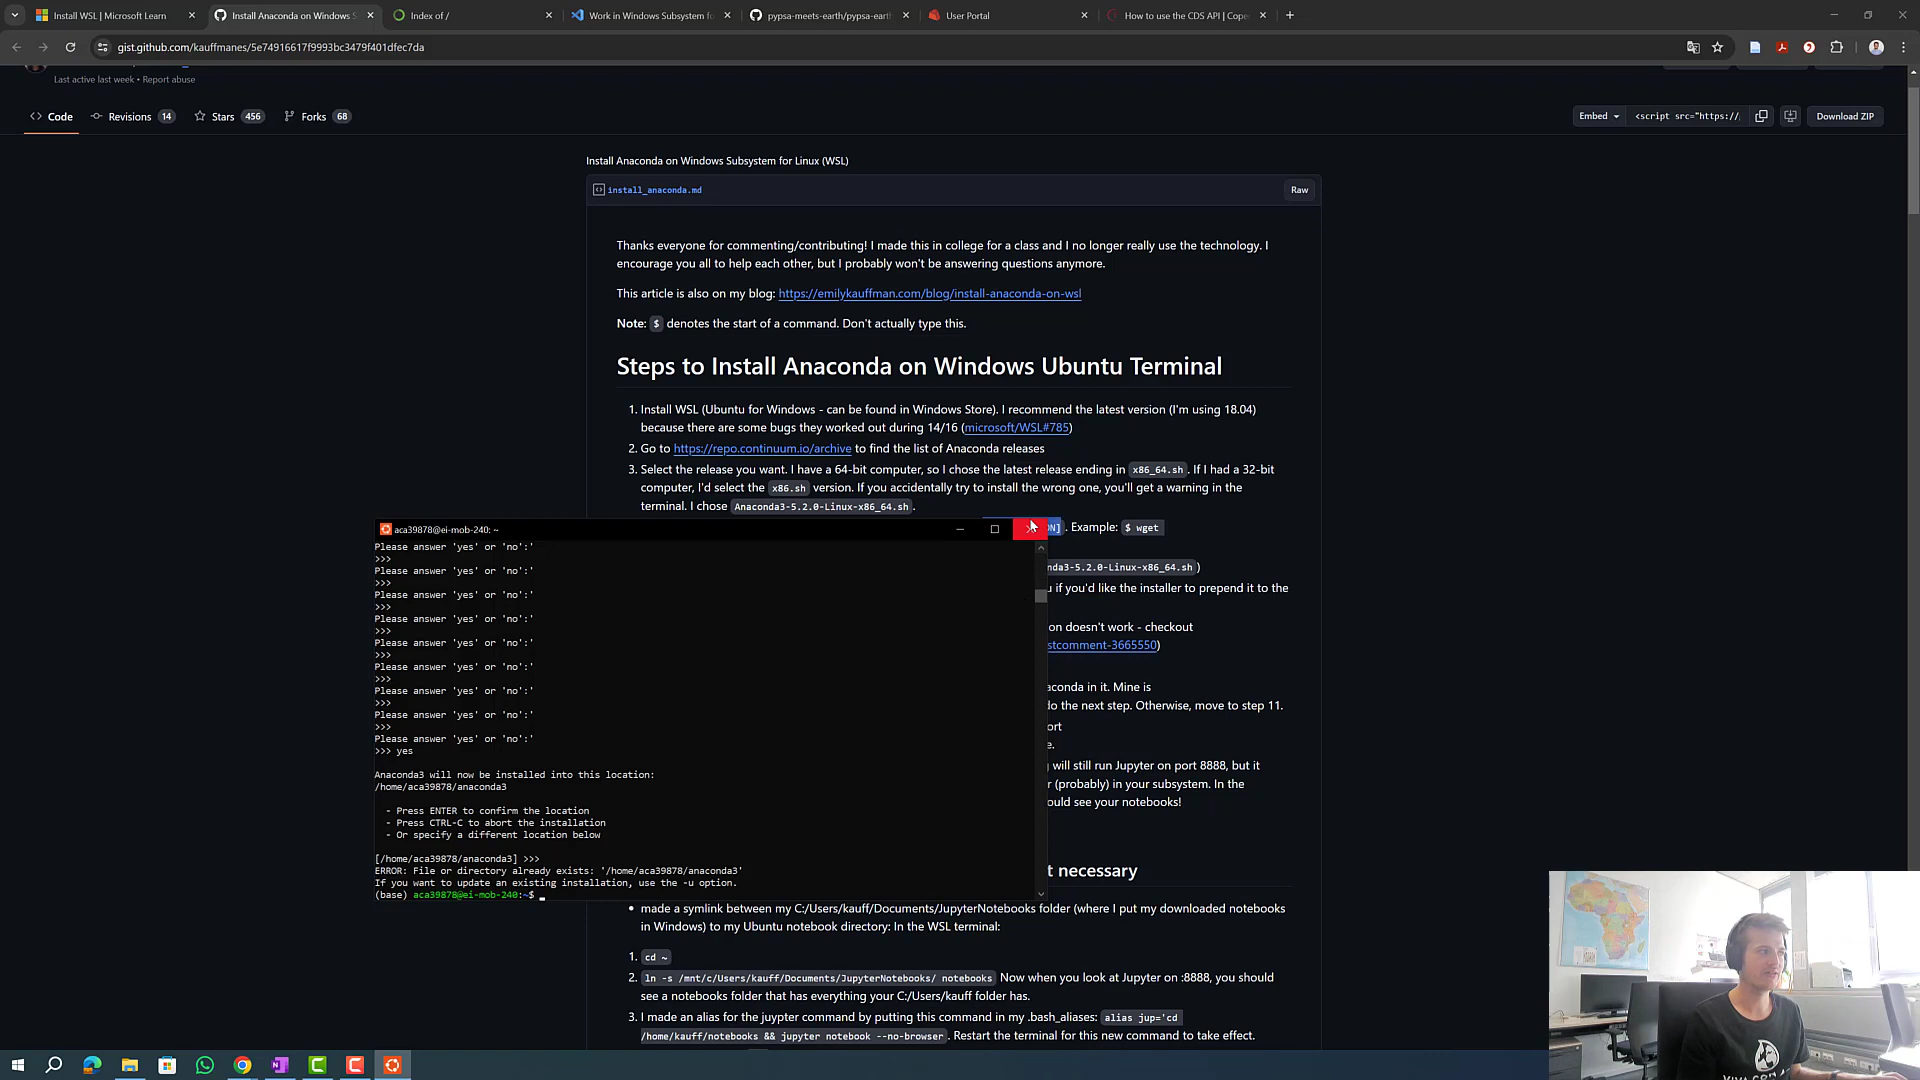 Install WSL | Microsoft Learn
Install Anaconda on Windows S
Index of /
Work in Windows Subsystem fo
pypsa-meets-earth/pypsa-eart
User Portal
How to use the CDS API | Cope
gist.github.com/kauffmanes/5e74916617f9993bc3479f401dfec7da
Last active last week • Report abuse
Code
Revisions 14
Stars 456
Forks 68
Embed
<script src="https:/,
Download ZIP
Install Anaconda on Windows Subsystem for Linux (WSL)
install_anaconda.md
Raw
Thanks everyone for commenting/contributing! I made this in college for a class and I no longer really use the technology. I
encourage you all to help each other, but I probably won't be answering questions anymore.
This article is also on my blog: https://emilykauffman.com/blog/install-anaconda-on-wsl
Note: $ denotes the start of a command. Don't actually type this.
Steps to Install Anaconda on Windows Ubuntu Terminal
1. Install WSL (Ubuntu for Windows - can be found in Windows Store). I recommend the latest version (I'm using 18.04)
because there are some bugs they worked out during 14/16 (microsoft/WSL#785)
2. Go to https://repo.continuum.io/archive to find the list of Anaconda releases
3. Select the release you want. I have a 64-bit computer, so I chose the latest release ending in x86_64.sh. If I had a 32-bit
computer, I'd select the x86.sh version. If you accidentally try to install the wrong one, you'll get a warning in the
terminal. I chose Anaconda3-5.2.0-Linux-x86_64.sh.
ON]. Example: $ wget
nda3-5.2.0-Linux-x86_64.sh)
u if you'd like the installer to prepend it to the
on doesn't work - checkout
stcomment-3665550)
aconda in it. Mine is
do the next step. Otherwise, move to step 11.
ort
e.
g will still run Jupyter on port 8888, but it
r (probably) in your subsystem. In the
ould see your notebooks!
t necessary
aca39878@ei-mob-240: ~
Please answer 'yes' or 'no':'
>>>
Please answer 'yes' or 'no':'
>>>
Please answer 'yes' or 'no':'
>>>
Please answer 'yes' or 'no':'
>>>
Please answer 'yes' or 'no':'
>>>
Please answer 'yes' or 'no':'
>>>
Please answer 'yes' or 'no':'
>>>
Please answer 'yes' or 'no':'
>>>
Please answer 'yes' or 'no':'
>>> yes
Anaconda3 will now be installed into this location:
/home/aca39878/anaconda3
- Press ENTER to confirm the location
- Press CTRL-C to abort the installation
- Or specify a different location below
[/home/aca39878/anaconda3] >>>
ERROR: File or directory already exists: '/home/aca39878/anaconda3'
If you want to update an existing installation, use the -u option.
(base) aca39878@ei-mob-240:~$
• made a symlink between my C:/Users/kauff/Documents/JupyterNotebooks folder (where I put my downloaded notebooks
in Windows) to my Ubuntu notebook directory: In the WSL terminal:
1. cd ~
2. ln -s /mnt/c/Users/kauff/Documents/JupyterNotebooks/ notebooks Now when you look at Jupyter on :8888, you should
see a notebooks folder that has everything your C:/Users/kauff folder has.
3. I made an alias for the juypter command by putting this command in my .bash_aliases: alias jup='cd
/home/kauff/notebooks && jupyter notebook --no-browser. Restart the terminal for this new command to take effect.